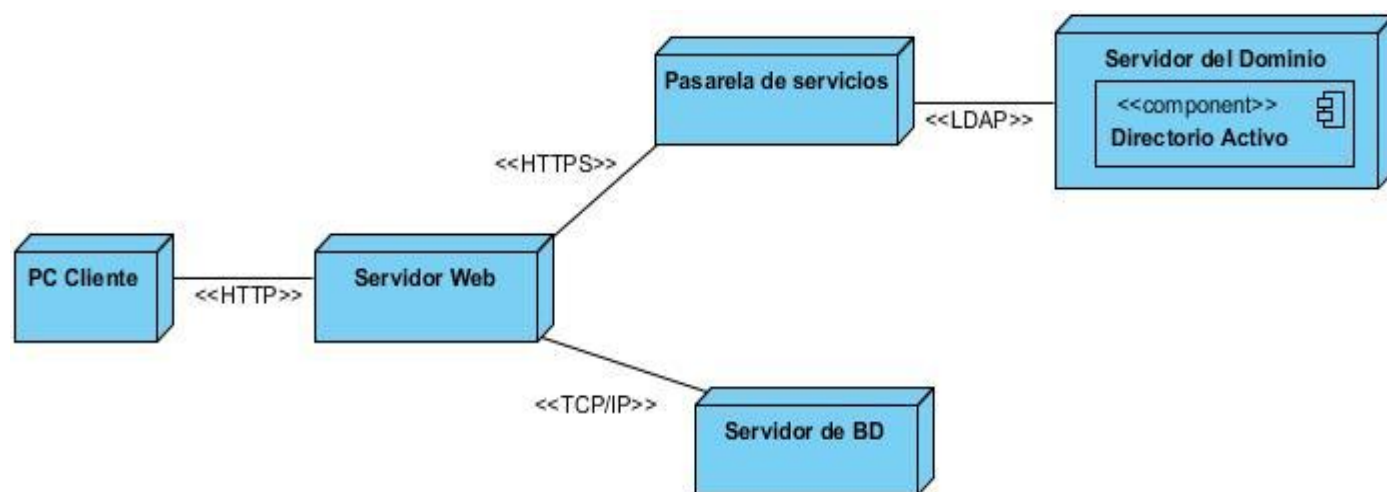 Servidor del Dominio
Pasarela de servicios
<<component>>
Directorio Activo
<<LDAP>>
<<HTTPS>>
PC Cliente
Servidor Web
<<HTTP>>
<<TCP/IP>>
Servidor de BD